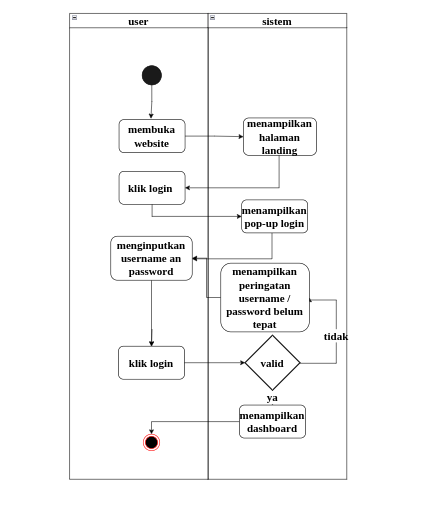 user
sistem
membuka
website
menampilkan
halaman
landing
klik login
menampilkan
pop-up login
menginputkan
username an
password
menampilkan
peringatan
username /
password belum
tepat
tidak
klik login
valid
ya
menampilkan
dashboard